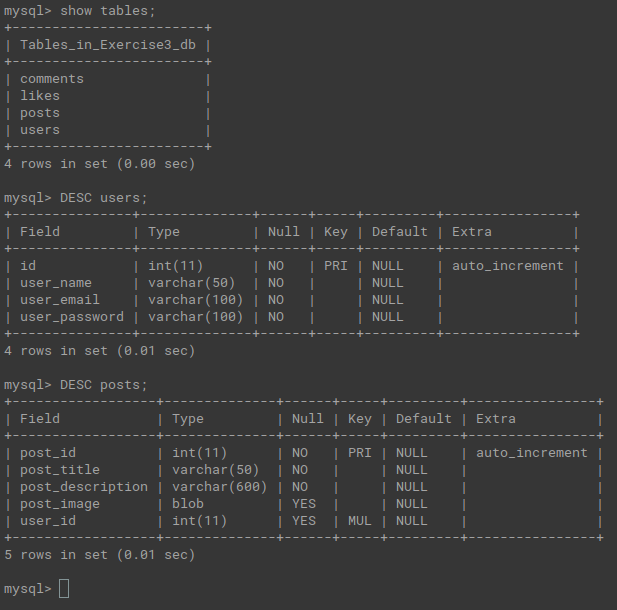 mysql> show tables;
+------------------------+
| Tables_in_Exercise3_db |
+------------------------+
| comments               |
| likes                  |
| posts                  |
| users                  |
+------------------------+
4 rows in set (0.00 sec)

mysql> DESC users;
+---------------+--------------+------+-----+---------+----------------+
| Field         | Type         | Null | Key | Default | Extra          |
+---------------+--------------+------+-----+---------+----------------+
| id            | int(11)      | NO   | PRI | NULL    | auto_increment |
| user_name     | varchar(50)  | NO   |     | NULL    |                |
| user_email    | varchar(100) | NO   |     | NULL    |                |
| user_password | varchar(100) | NO   |     | NULL    |                |
+---------------+--------------+------+-----+---------+----------------+
4 rows in set (0.01 sec)

mysql> DESC posts;
+------------------+--------------+------+-----+---------+----------------+
| Field            | Type         | Null | Key | Default | Extra          |
+------------------+--------------+------+-----+---------+----------------+
| post_id          | int(11)      | NO   | PRI | NULL    | auto_increment |
| post_title       | varchar(50)  | NO   |     | NULL    |                |
| post_description | varchar(600) | NO   |     | NULL    |                |
| post_image       | blob         | YES  |     | NULL    |                |
| user_id          | int(11)      | YES  | MUL | NULL    |                |
+------------------+--------------+------+-----+---------+----------------+
5 rows in set (0.01 sec)

mysql>